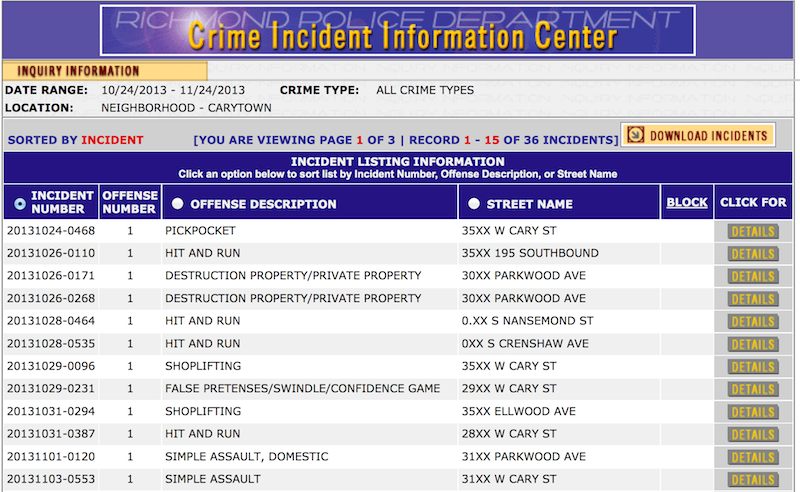 RICHMOND POLICE DEPARTMENT
Crime Incident Information Center
INQUIRY INFORMATION
DATE RANGE: 10/24/2013 - 11/24/2013 CRIME TYPE: ALL CRIME TYPES
LOCATION: NEIGHBORHOOD - CARYTOWN
SORTED BY INCIDENT [YOU ARE VIEWING PAGE 1 OF 3 | RECORD 1 - 15 OF 36 INCIDENTS] DOWNLOAD INCIDENTS
INCIDENT LISTING INFORMATION
Click an option below to sort list by Incident Number, Offense Description, or Street Name
INCIDENT NUMBER OFFENSE NUMBER OFFENSE DESCRIPTION STREET NAME BLOCK CLICK FOR
20131024-0468 1 PICKPOCKET 35XX W CARY ST DETAILS
20131026-0110 1 HIT AND RUN 35XX 195 SOUTHBOUND DETAILS
20131026-0171 1 DESTRUCTION PROPERTY/PRIVATE PROPERTY 30XX PARKWOOD AVE DETAILS
20131026-0268 1 DESTRUCTION PROPERTY/PRIVATE PROPERTY 30XX PARKWOOD AVE DETAILS
20131028-0464 1 HIT AND RUN 0.XX S NANSEMOND ST DETAILS
20131028-0535 1 HIT AND RUN 0XX S CRENSHAW AVE DETAILS
20131029-0096 1 SHOPLIFTING 35XX W CARY ST DETAILS
20131029-0231 1 FALSE PRETENSES/SWINDLE/CONFIDENCE GAME 29XX W CARY ST DETAILS
20131031-0294 1 SHOPLIFTING 35XX ELLWOOD AVE DETAILS
20131031-0387 1 HIT AND RUN 28XX W CARY ST DETAILS
20131101-0120 1 SIMPLE ASSAULT, DOMESTIC 31XX PARKWOOD AVE DETAILS
20131103-0553 1 SIMPLE ASSAULT 31XX W CARY ST DETAILS